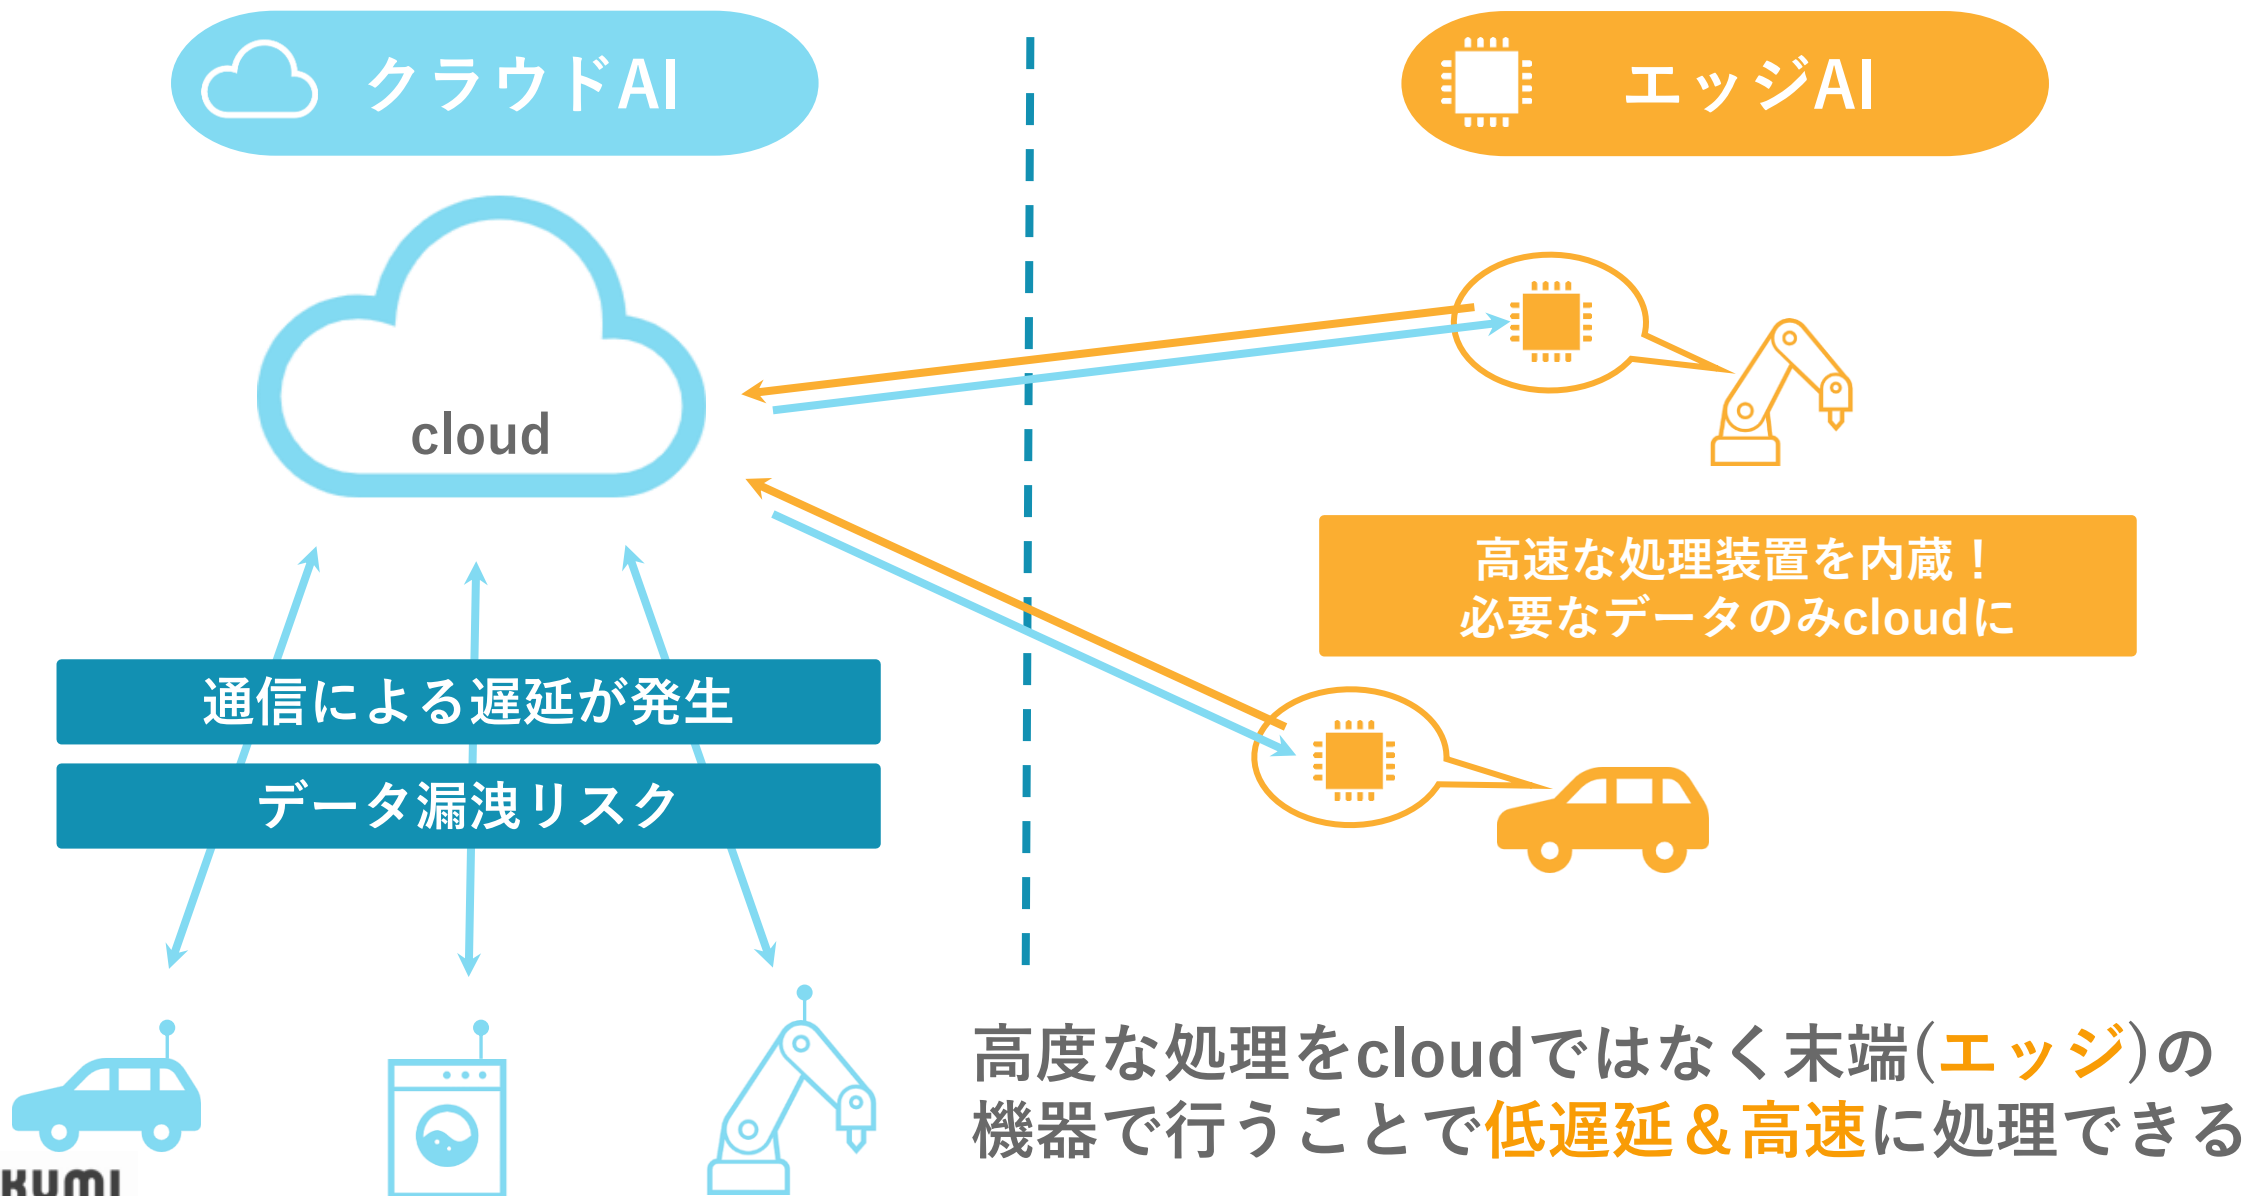 クラウドAI
エッジAI
cloud
高速な処理装置を内蔵！
必要なデータのみcloudに
通信による遅延が発生
データ漏洩リスク
高度な処理をcloudではなく末端(エッジ)の
機器で行うことで低遅延＆高速に処理できる
KUMI